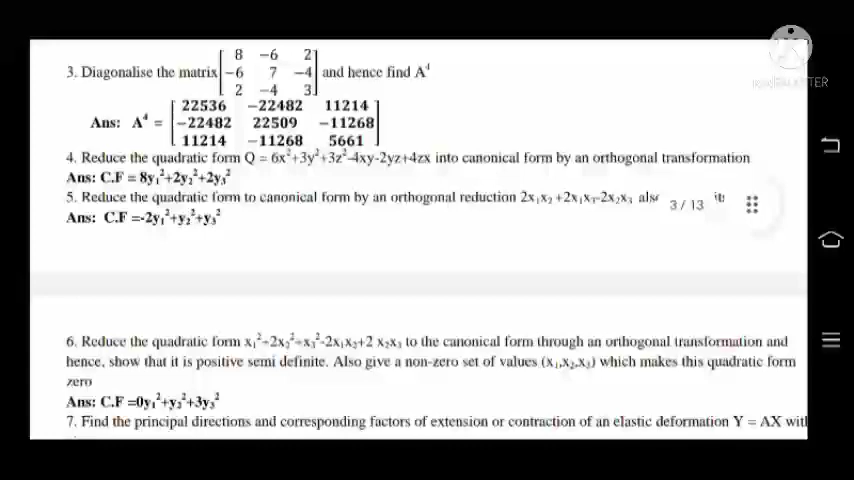 3. Diagonalise the matrix [8 −6 2; −6 7 −4; 2 −4 3] and hence find A⁴
Ans: A⁴ = [22536 −22482 11214; −22482 22509 −11268; 11214 −11268 5661]
4. Reduce the quadratic form Q = 6x²+3y²+3z²-4xy-2yz+4zx into canonical form by an orthogonal transformation
Ans: C.F = 8y₁²+2y₂²+2y₃²
5. Reduce the quadratic form to canonical form by an orthogonal reduction 2x₁x₂+2x₁x₃-2x₂x₃
3 / 13
Ans: C.F =-2y₁²+y₂²+y₃²
6. Reduce the quadratic form x₁²+2x₂²+x₃²-2x₁x₂+2 x₂x₃ to the canonical form through an orthogonal transformation and
hence, show that it is positive semi definite. Also give a non-zero set of values (x₁,x₂,x₃) which makes this quadratic form
zero
Ans: C.F =0y₁²+y₂²+3y₃²
7. Find the principal directions and corresponding factors of extension or contraction of an elastic deformation Y = AX